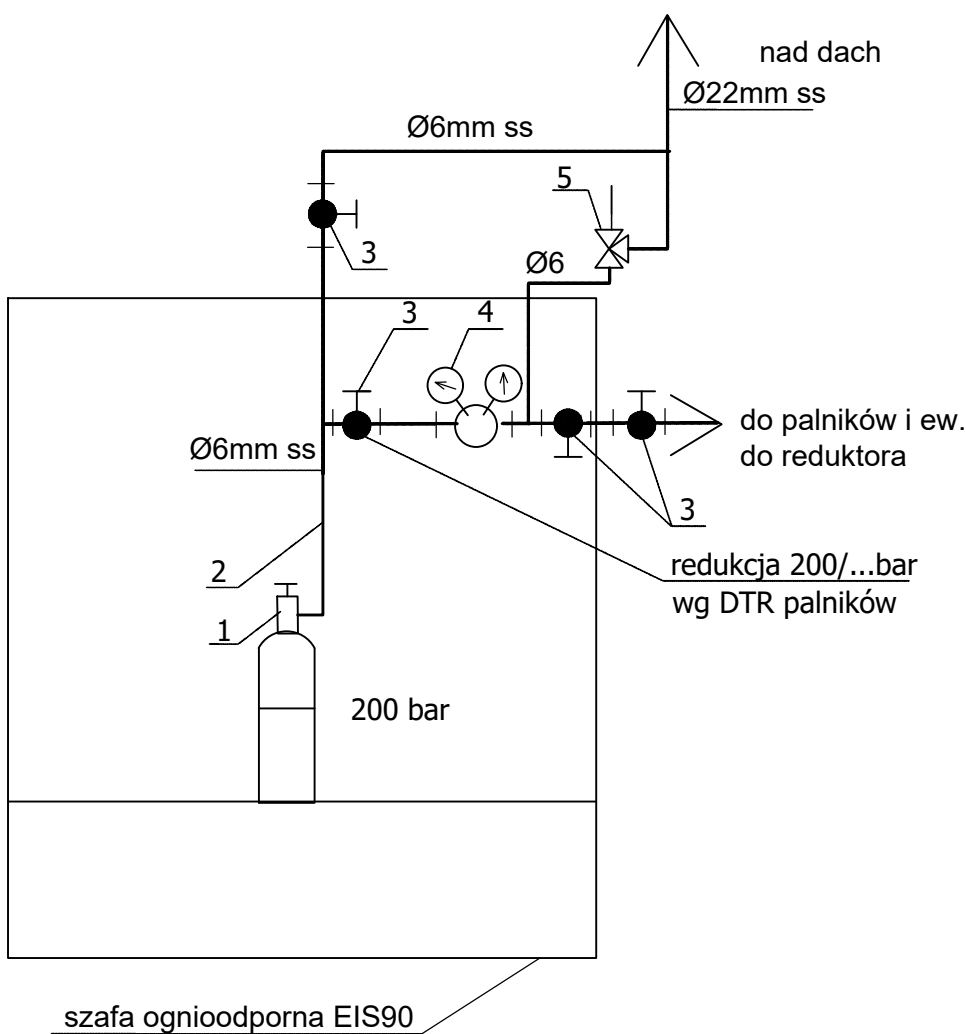 nad dach
Ø22mm ss
Ø6mm ss
5
3
Ø6
3
4
do palników i ew.
do reduktora
Ø6mm ss
3
2
redukcja 200/...bar
wg DTR palników
1
200 bar
szafa ognioodporna EIS90